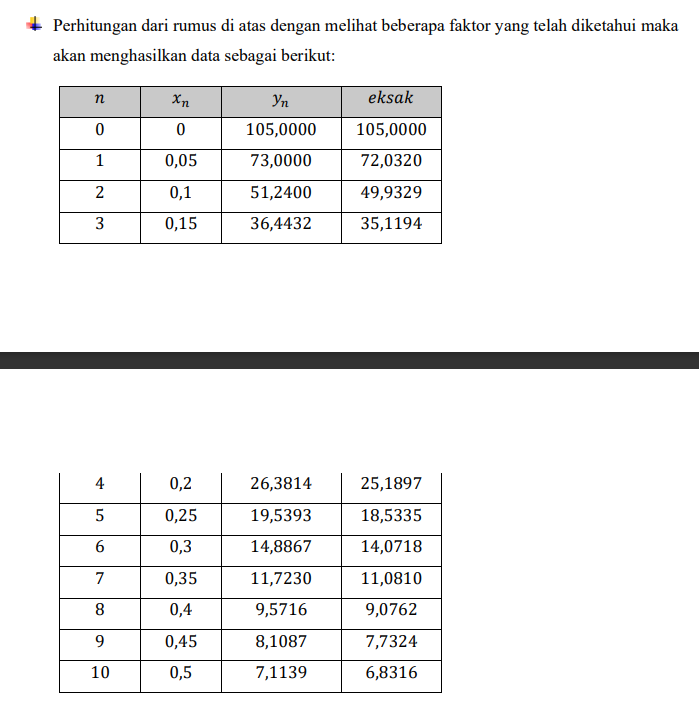 Perhitungan dari rumus di atas dengan melihat beberapa faktor yang telah diketahui maka
akan menghasilkan data sebagai berikut:
n xₙ yₙ eksak
0 0 105,0000 105,0000
1 0,05 73,0000 72,0320
2 0,1 51,2400 49,9329
3 0,15 36,4432 35,1194
4 0,2 26,3814 25,1897
5 0,25 19,5393 18,5335
6 0,3 14,8867 14,0718
7 0,35 11,7230 11,0810
8 0,4 9,5716 9,0762
9 0,45 8,1087 7,7324
10 0,5 7,1139 6,8316